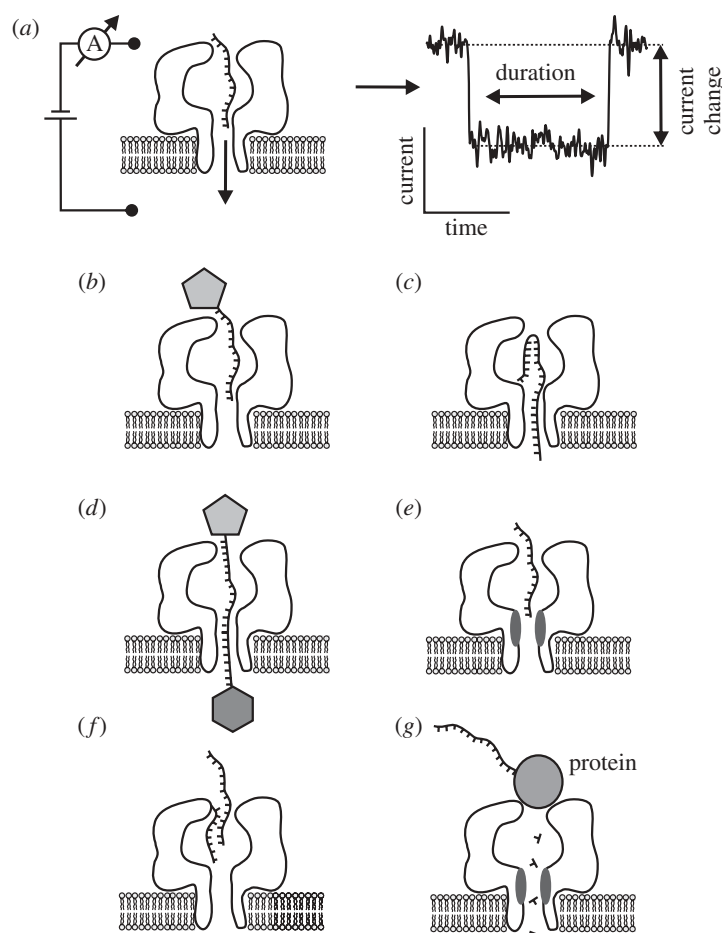 (a)
A
duration
current
change
current
time
(b)
(c)
(d)
(e)
(f)
(g)
protein